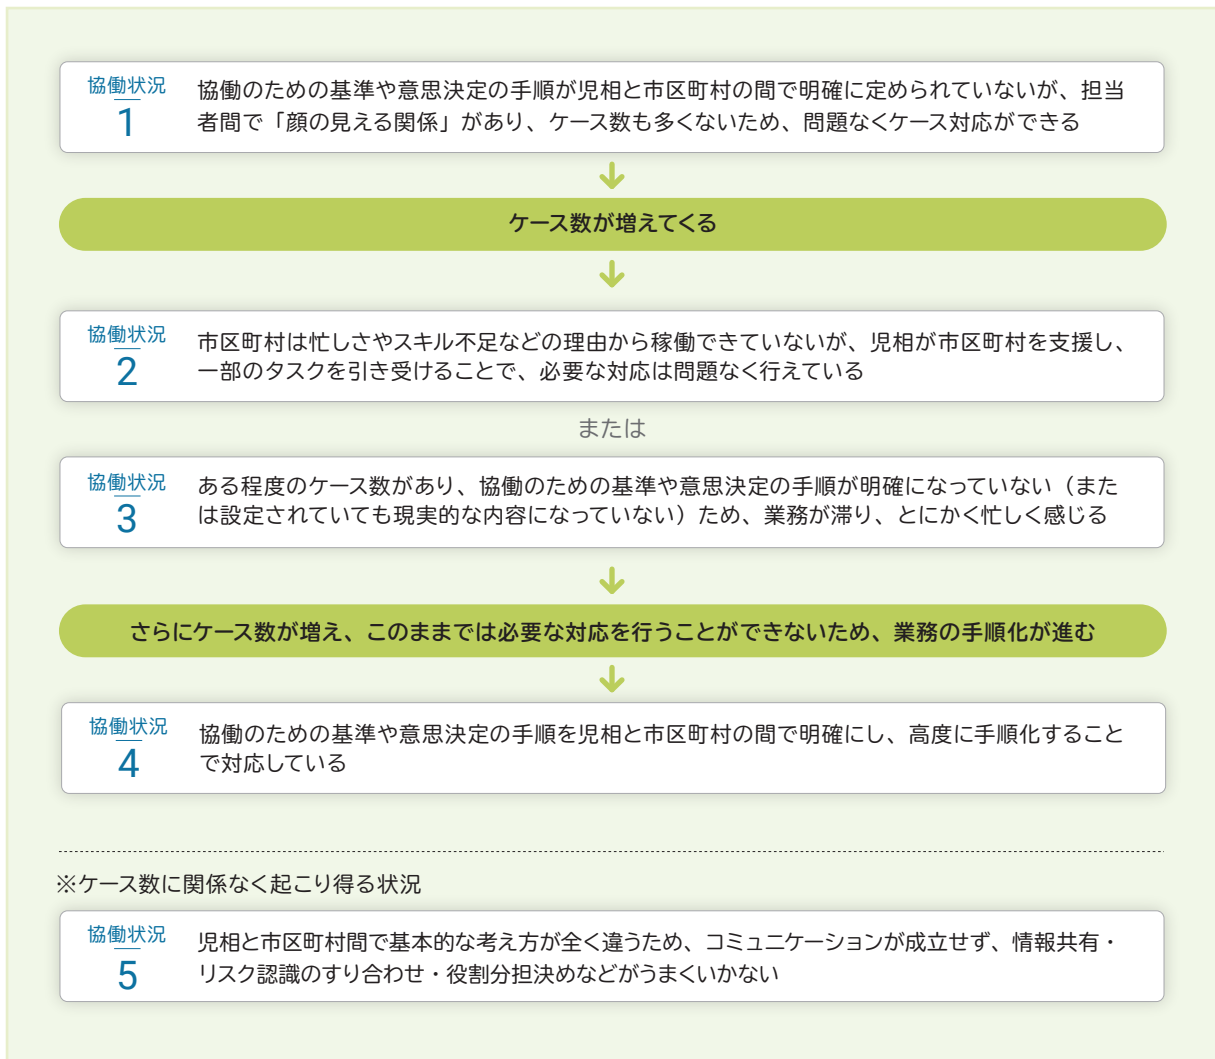 協働状況
1
協働のための基準や意思決定の手順が児相と市区町村の間で明確に定められていないが、担当
者間で「顔の見える関係」があり、ケース数も多くないため、問題なくケース対応ができる
ケース数が増えてくる
協働状況
2
市区町村は忙しさやスキル不足などの理由から稼働できていないが、児相が市区町村を支援し、
一部のタスクを引き受けることで、必要な対応は問題なく行えている
または
協働状況
3
ある程度のケース数があり、協働のための基準や意思決定の手順が明確になっていない（また
は設定されていても現実的な内容になっていない）ため、業務が滞り、とにかく忙しく感じる
さらにケース数が増え、このままでは必要な対応を行うことができないため、業務の手順化が進む
協働状況
4
協働のための基準や意思決定の手順を児相と市区町村の間で明確にし、高度に手順化すること
で対応している
※ケース数に関係なく起こり得る状況
協働状況
5
児相と市区町村間で基本的な考え方が全く違うため、コミュニケーションが成立せず、情報共有・
リスク認識のすり合わせ・役割分担決めなどがうまくいかない